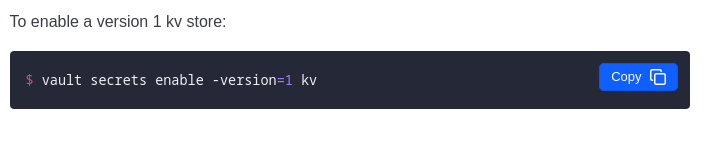 To enable a version 1 kv store:
$ vault secrets enable -version=1 kv
Copy